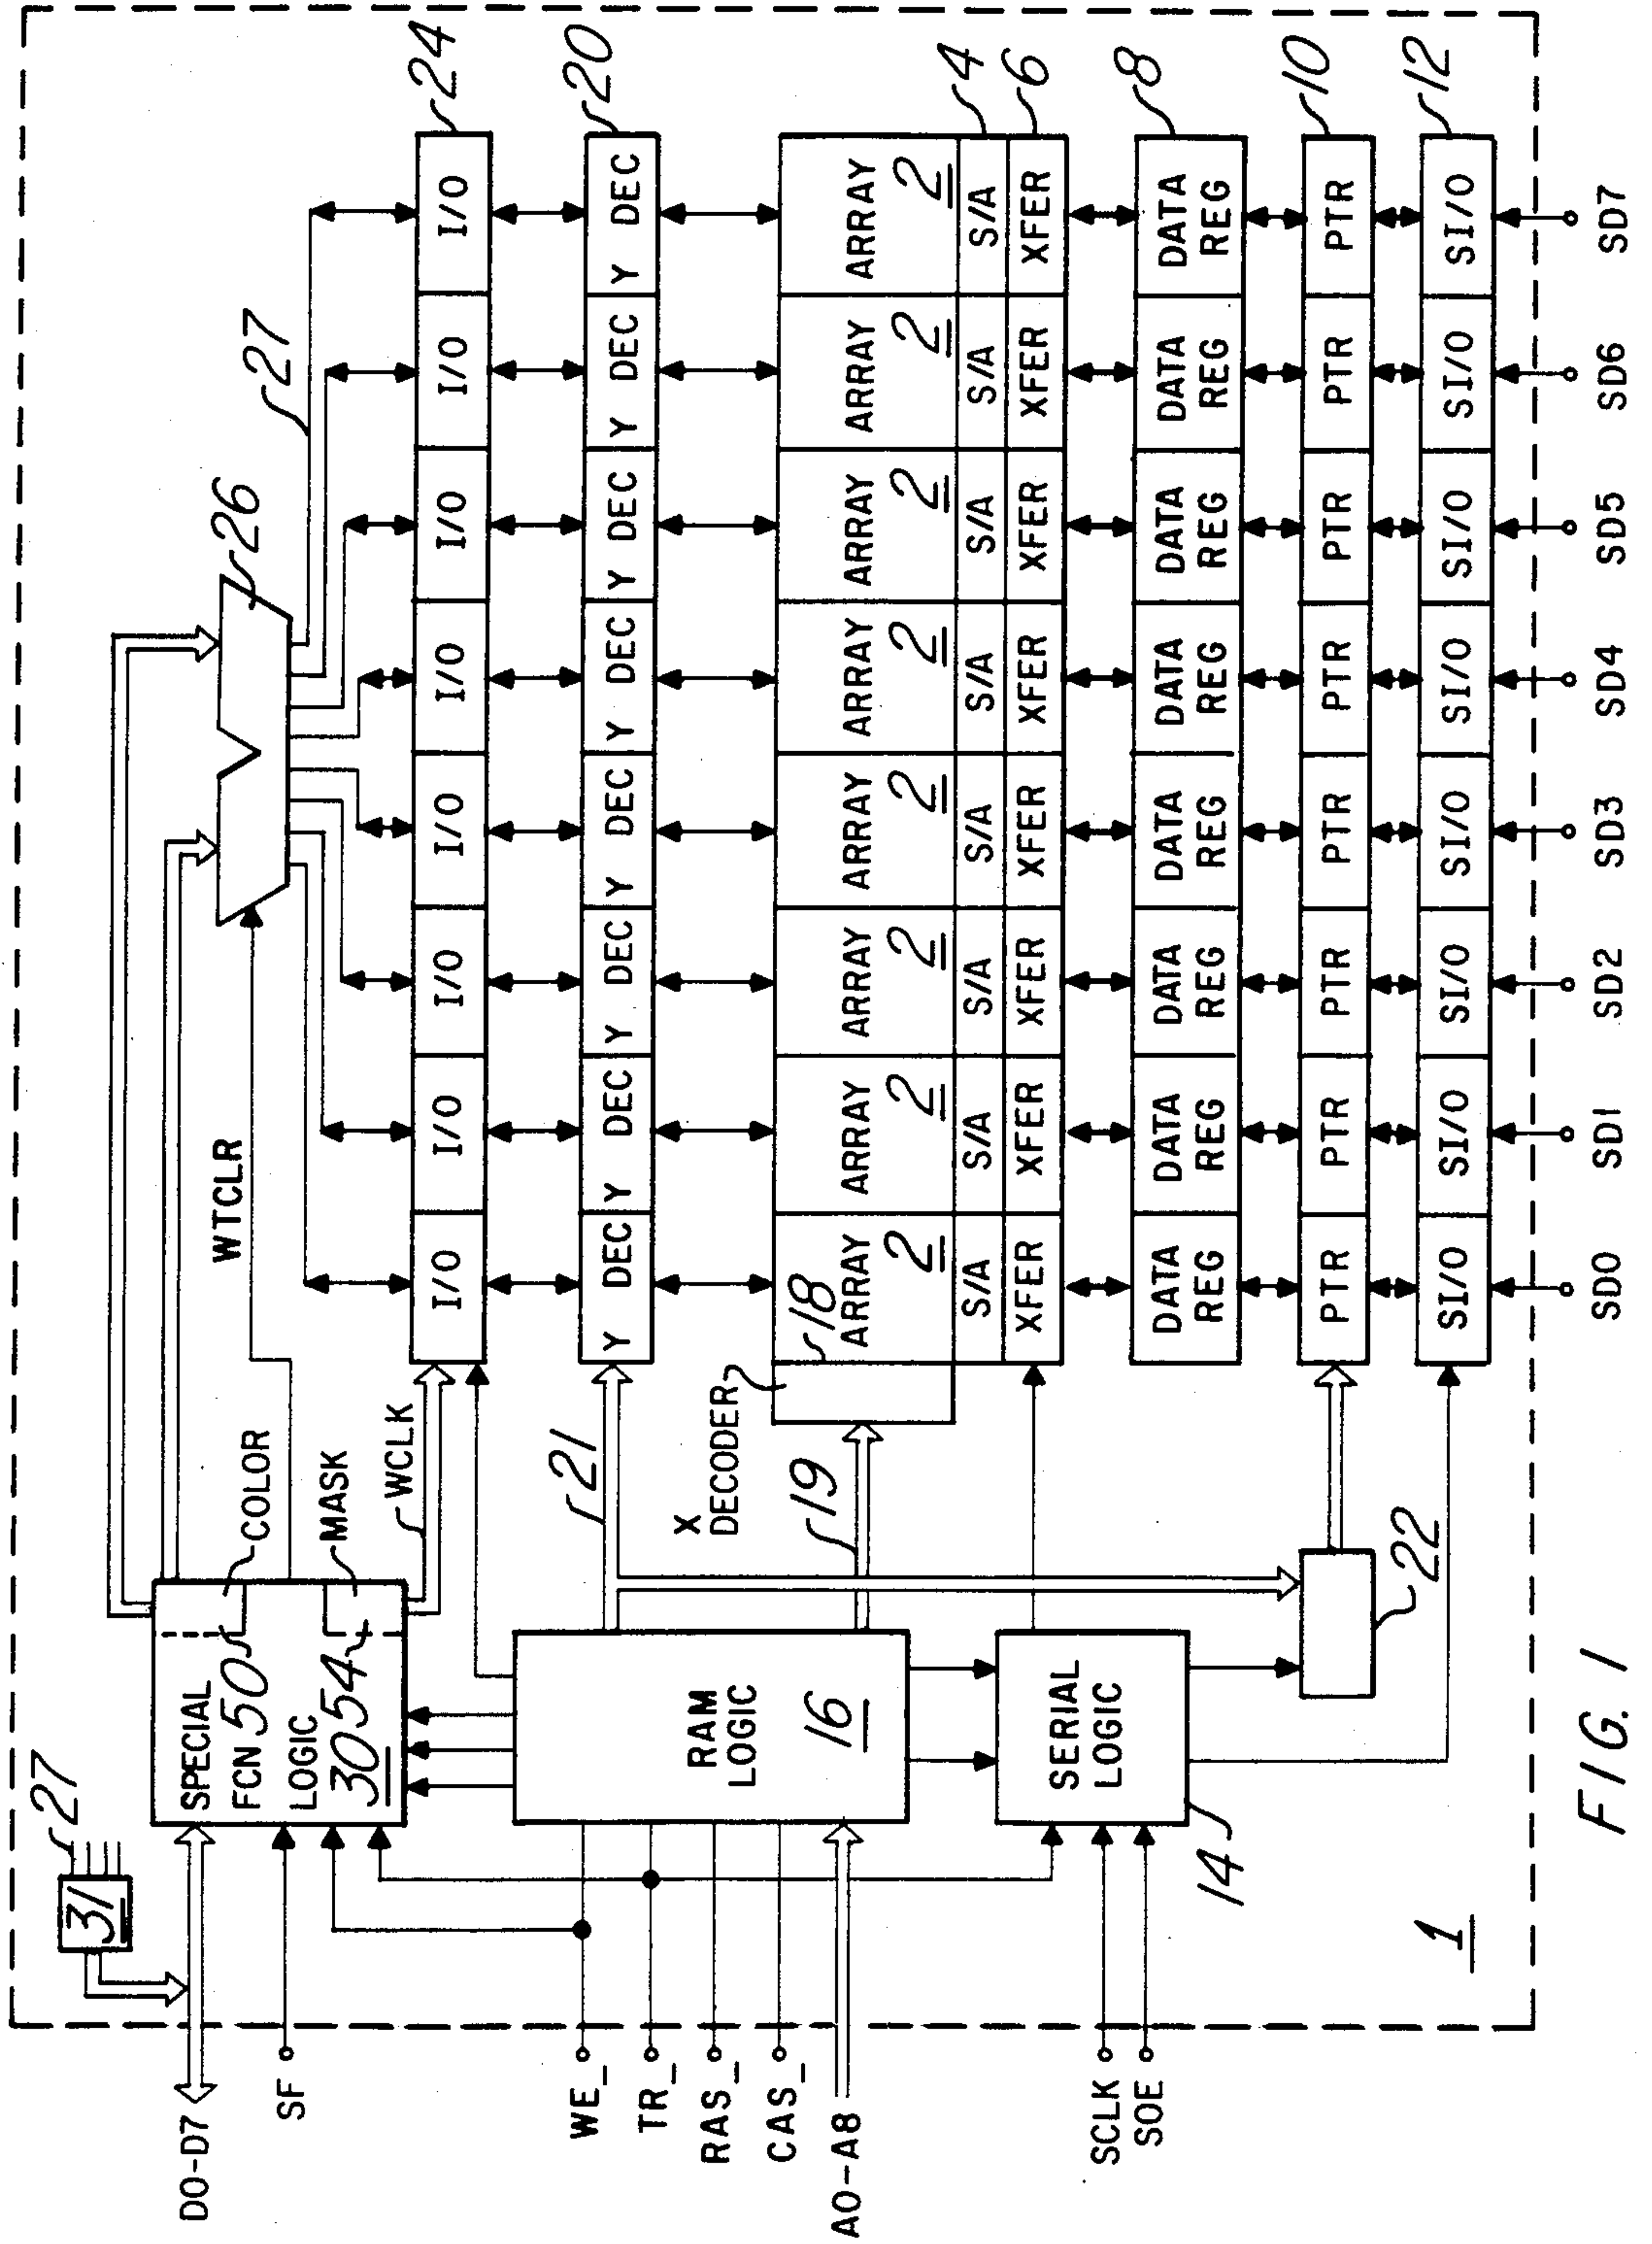 27
31
D0-D7
SF
SPECIAL
FCN 50
LOGIC
30 54
COLOR
MASK
WTCLR
26
27
WCLK
I/O I/O I/O I/O I/O I/O I/O I/O
24
WE_
TR_
RAS_
CAS_
A0-A8
21
Y DEC Y DEC Y DEC Y DEC Y DEC Y DEC Y DEC Y DEC
20
RAM
LOGIC
16
X
DECODER
18
19
ARRAY ARRAY ARRAY ARRAY ARRAY ARRAY ARRAY ARRAY
2 2 2 2 2 2 2 2
S/A S/A S/A S/A S/A S/A S/A S/A
4
XFER XFER XFER XFER XFER XFER XFER XFER
6
SCLK
SOE
SERIAL
LOGIC
14
DATA DATA DATA DATA DATA DATA DATA DATA
REG REG REG REG REG REG REG REG
8
22
PTR PTR PTR PTR PTR PTR PTR PTR
10
SI/O SI/O SI/O SI/O SI/O SI/O SI/O SI/O
12
1
SD0 SD1 SD2 SD3 SD4 SD5 SD6 SD7
FIG. 1